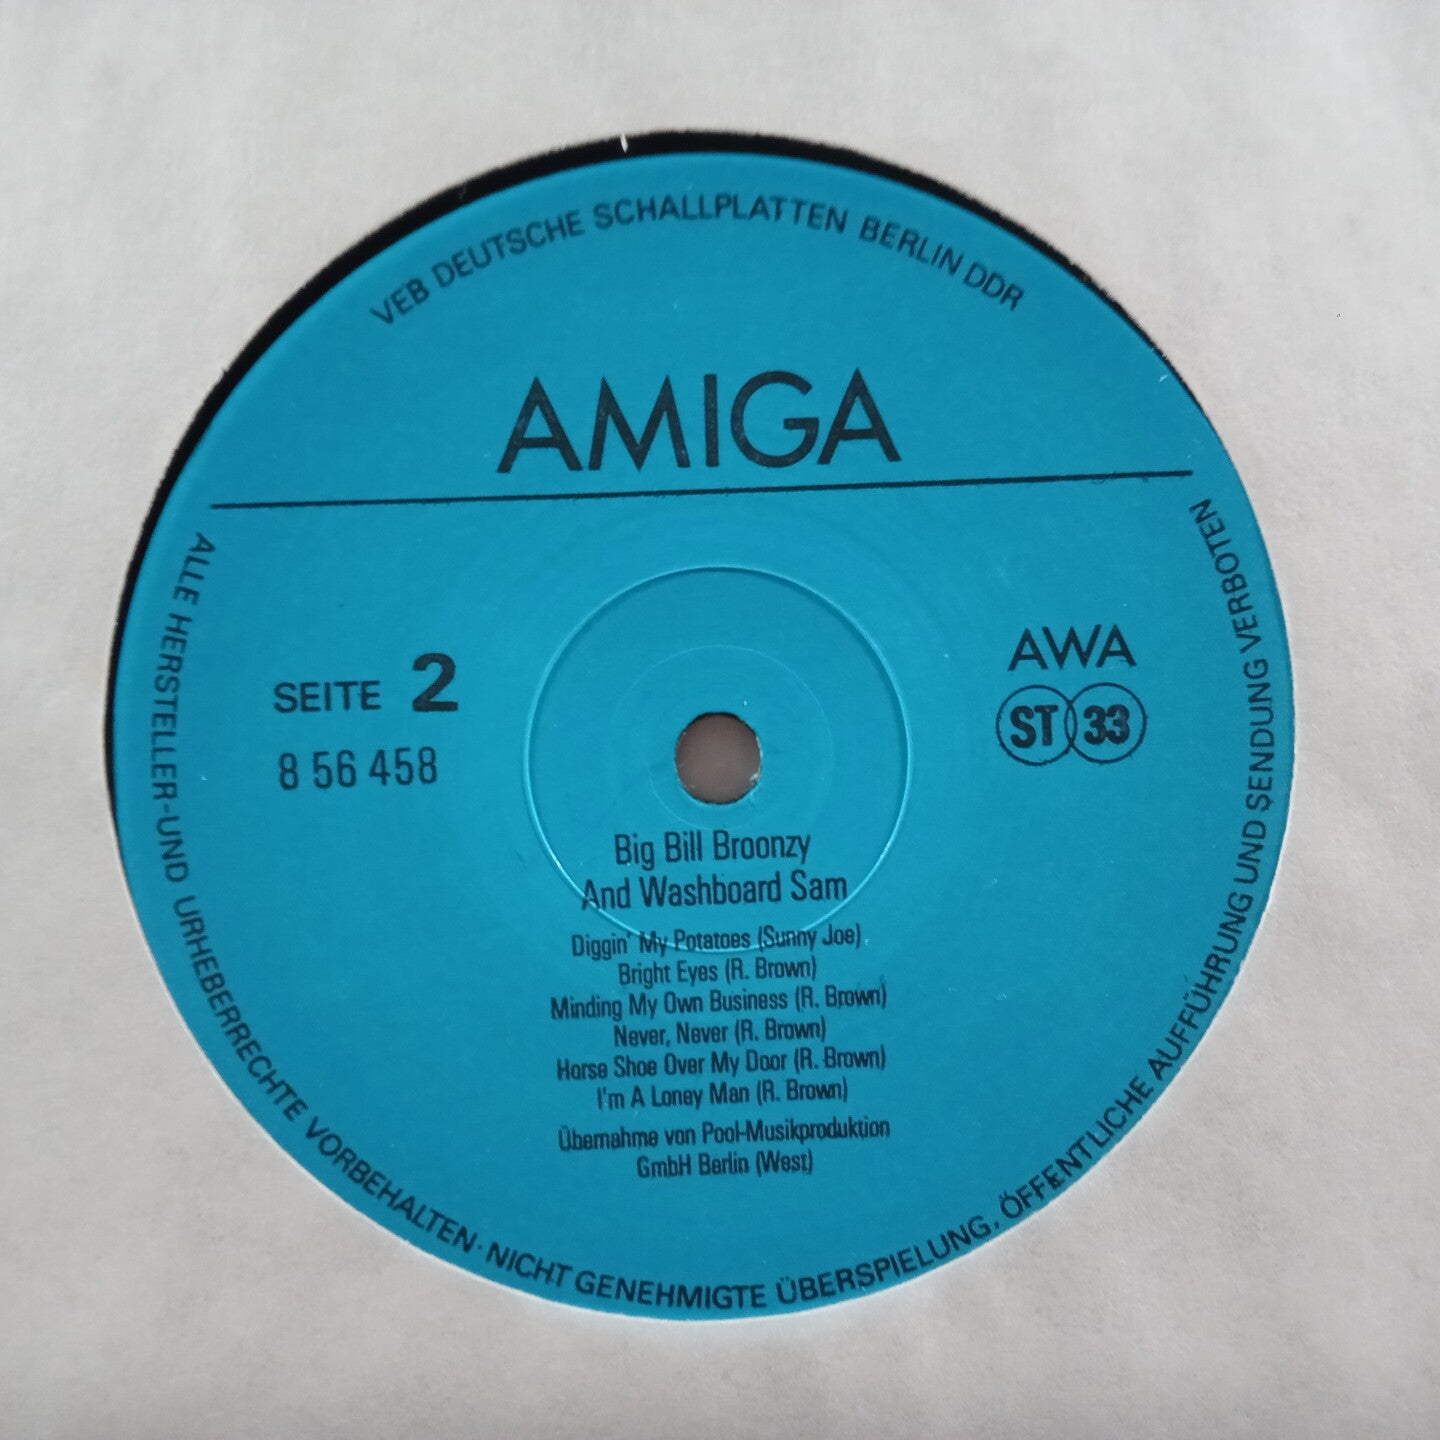 VEB DEUTSCHE SCHALLPLATTEN BERLIN DDR
AMIGA
SEITE 2
8 56 458
AWA
ST 33
Big Bill Broonzy
And Washboard Sam
Diggin' My Potatoes (Sunny Joe)
Bright Eyes (R. Brown)
Minding My Own Business (R. Brown)
Never, Never (R. Brown)
Horse Shoe Over My Door (R. Brown)
I'm A Loney Man (R. Brown)
Übernahme von Pool-Musikproduktion
GmbH Berlin (West)
ALLE HERSTELLER-UND URHEBERRECHTE VORBEHALTEN · NICHT GENEHMIGTE ÜBERSPIELUNG, ÖFFENTLICHE AUFFÜHRUNG UND SENDUNG VERBOTEN